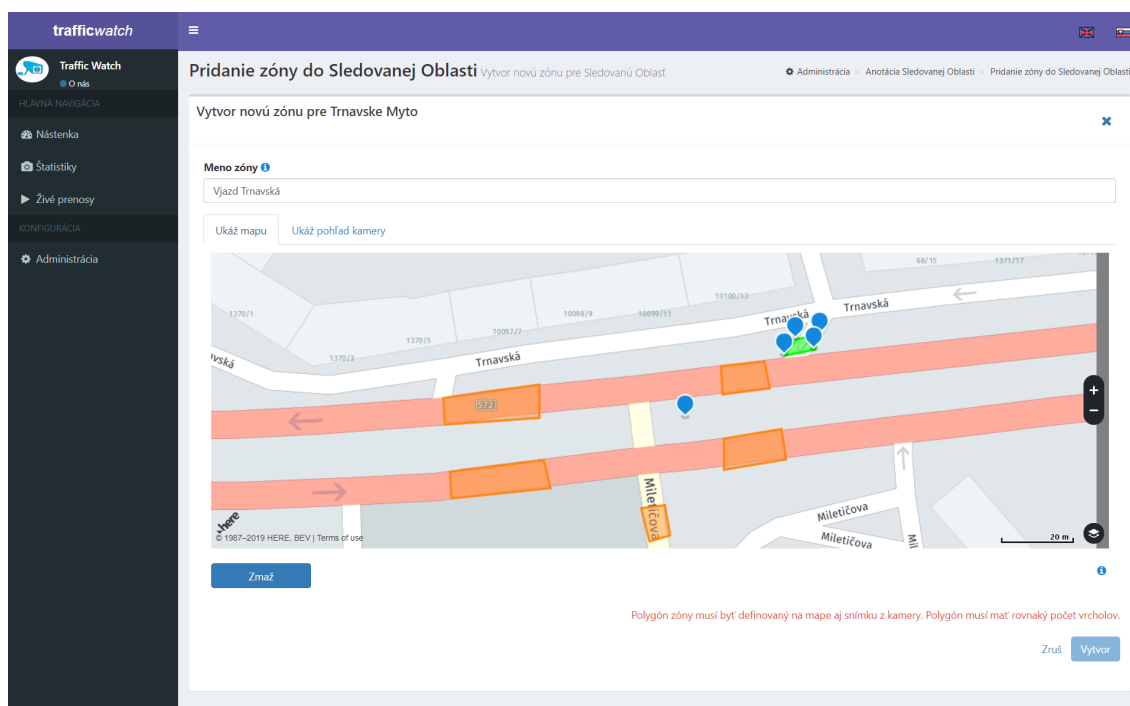 trafficwatch
Traffic Watch
O nás
HLAVNÁ NAVIGÁCIA
Nástenka
Štatistiky
Živé prenosy
KONFIGURÁCIA
Administrácia
Pridanie zóny do Sledovanej Oblasti Vytvor novú zónu pre Sledovanú Oblasť
Administrácia > Anotácia Sledovanej Oblasti > Pridanie zóny do Sledovanej Oblasti
Vytvor novú zónu pre Trnavske Myto
Meno zóny
Vjazd Trnavská
Ukáž mapu Ukáž pohľad kamery
68/15 1371/17
10100/13
Trnavská
Trnavská
1370/1 10098/9 10099/11
10097/7
1370/5
1370/3
Trnavská
vská
572
Miletičova
Miletičova
Miletičova
Mil
here
© 1987–2019 HERE, BEV | Terms of use
20 m
Zmaž
Polygón zóny musí byť definovaný na mape aj snímku z kamery. Polygón musí mať rovnaký počet vrcholov.
Zruš Vytvor